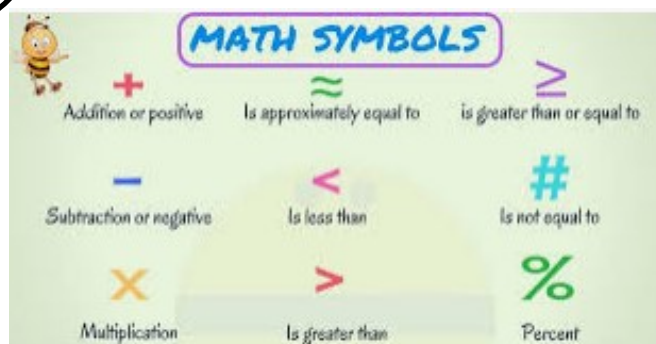 MATH SYMBOLS
+ ≈ ≥
Addition or positive Is approximately equal to is greater than or equal to
− < #
Subtraction or negative Is less than Is not equal to
× > %
Multiplication Is greater than Percent